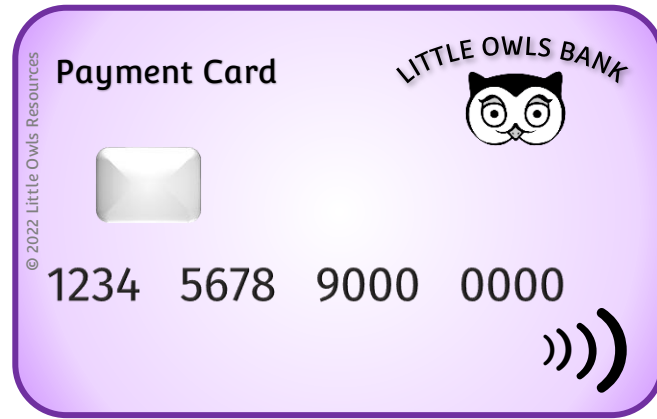 LITTLE OWLS BANK
Payment Card
© 2022 Little Owls Resources
1234 5678 9000 0000